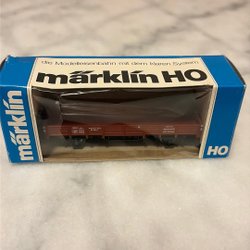 die Modelleisenbahn mit dem klaren System
märklin HO
märklin
HO